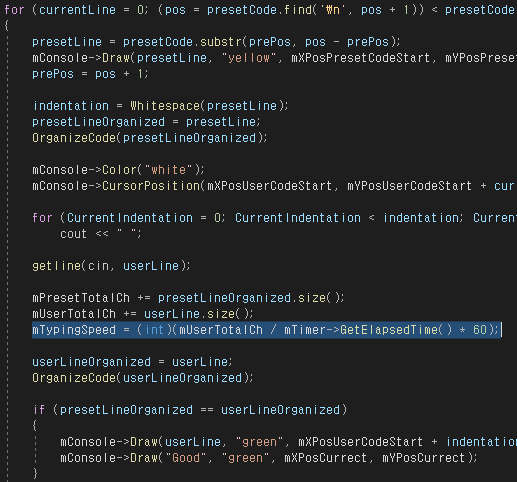 for (currentLine = 0; (pos = presetCode.find('₩n', pos + 1)) < presetCode
{
presetLine = presetCode.substr(prePos, pos - prePos);
mConsole->Draw(presetLine, "yellow", mXPosPresetCodeStart, mYPosPreset
prePos = pos + 1;
indentation = Whitespace(presetLine);
presetLineOrganized = presetLine;
OrganizeCode(presetLineOrganized);
mConsole->Color("white");
mConsole->CursorPosition(mXPosUserCodeStart, mYPosUserCodeStart + cur
for (CurrentIndentation = 0; CurrentIndentation < indentation; Current
cout << " ";
getline(cin, userLine);
mPresetTotalCh += presetLineOrganized.size();
mUserTotalCh += userLine.size();
mTypingSpeed = (int)(mUserTotalCh / mTimer->GetElapsedTime() * 60);
userLineOrganized = userLine;
OrganizeCode(userLineOrganized);
if (presetLineOrganized == userLineOrganized)
{
mConsole->Draw(userLine, "green", mXPosUserCodeStart + indentation
mConsole->Draw("Good", "green", mXPosCurrect, mYPosCurrect);
}